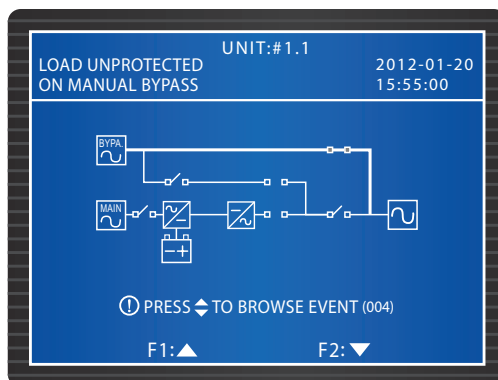 UNIT:#1.1
LOAD UNPROTECTED
ON MANUAL BYPASS
2012-01-20
15:55:00
BYPA.
MAIN
PRESS TO BROWSE EVENT (004)
F1: F2: